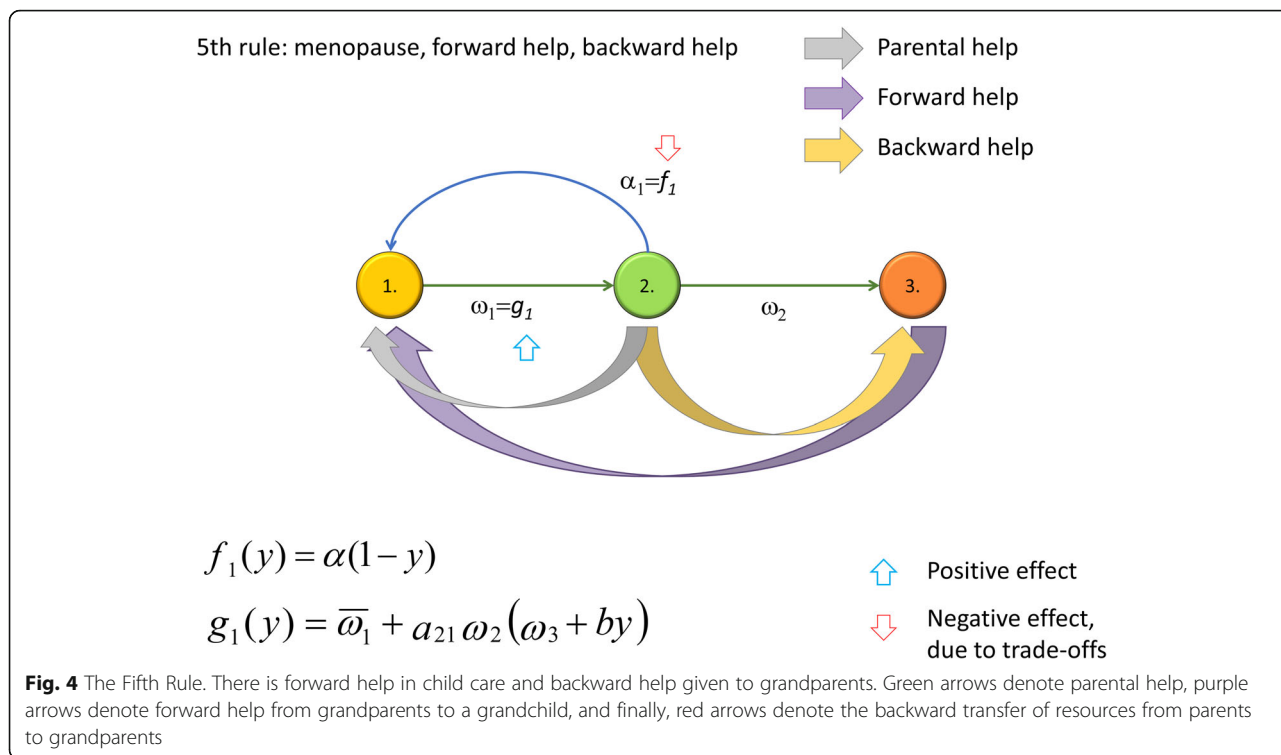 5th rule: menopause, forward help, backward help
Parental help
Forward help
Backward help
α₁=f₁
1.
2.
3.
ω₁=g₁
ω₂
f₁(y) = α(1 − y)
g₁(y) = ω̅₁ + a₂₁ω₂(ω₃ + by)
Positive effect
Negative effect,
due to trade-offs
Fig. 4 The Fifth Rule. There is forward help in child care and backward help given to grandparents. Green arrows denote parental help, purple
arrows denote forward help from grandparents to a grandchild, and finally, red arrows denote the backward transfer of resources from parents
to grandparents